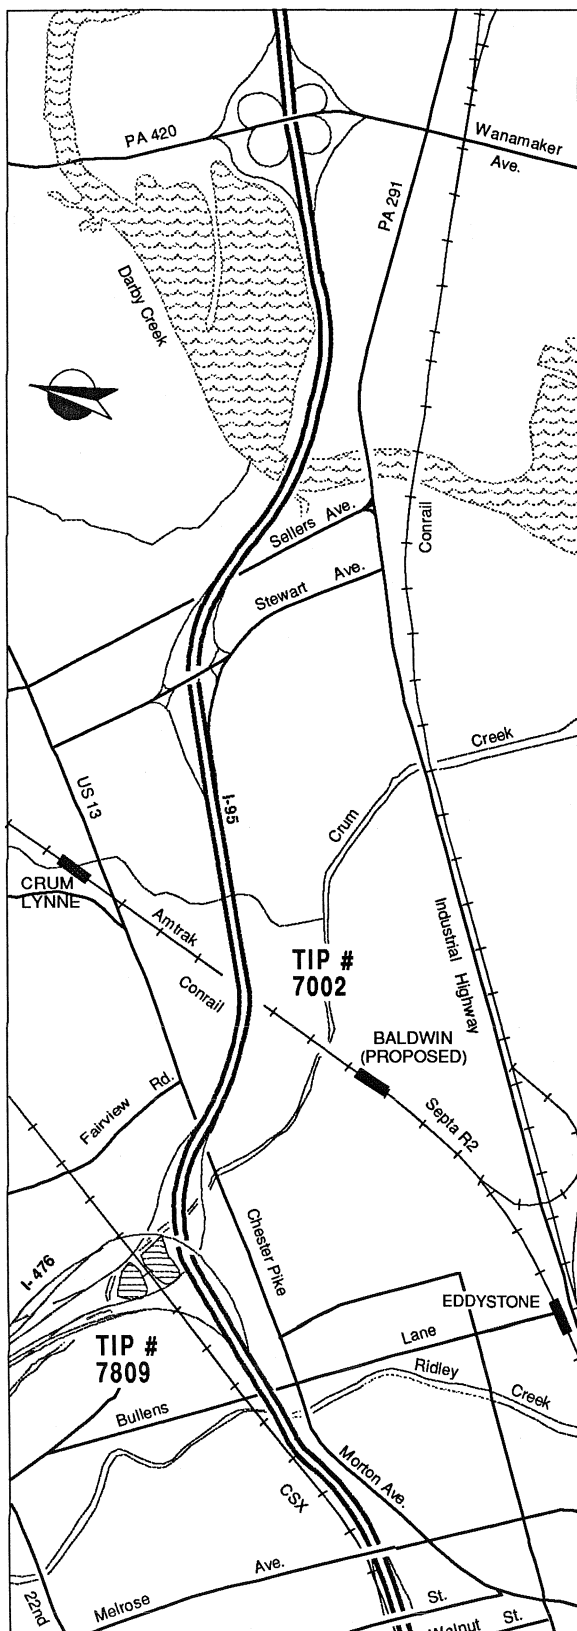 PA 420
Wanamaker
Ave.
PA 291
Darby Creek
Sellers Ave.
Conrail
Stewart Ave.
Creek
US 13
I-95
Crum
CRUM
LYNNE
Amtrak
Industrial Highway
TIP #
7002
Conrail
BALDWIN
(PROPOSED)
Fairview Rd.
Septa R2
Chester Pike
I-476
EDDYSTONE
Lane
TIP #
7809
Ridley
Creek
Bullens
Morton Ave.
CSX
Ave.
22nd
Melrose
St.
Walnut St.